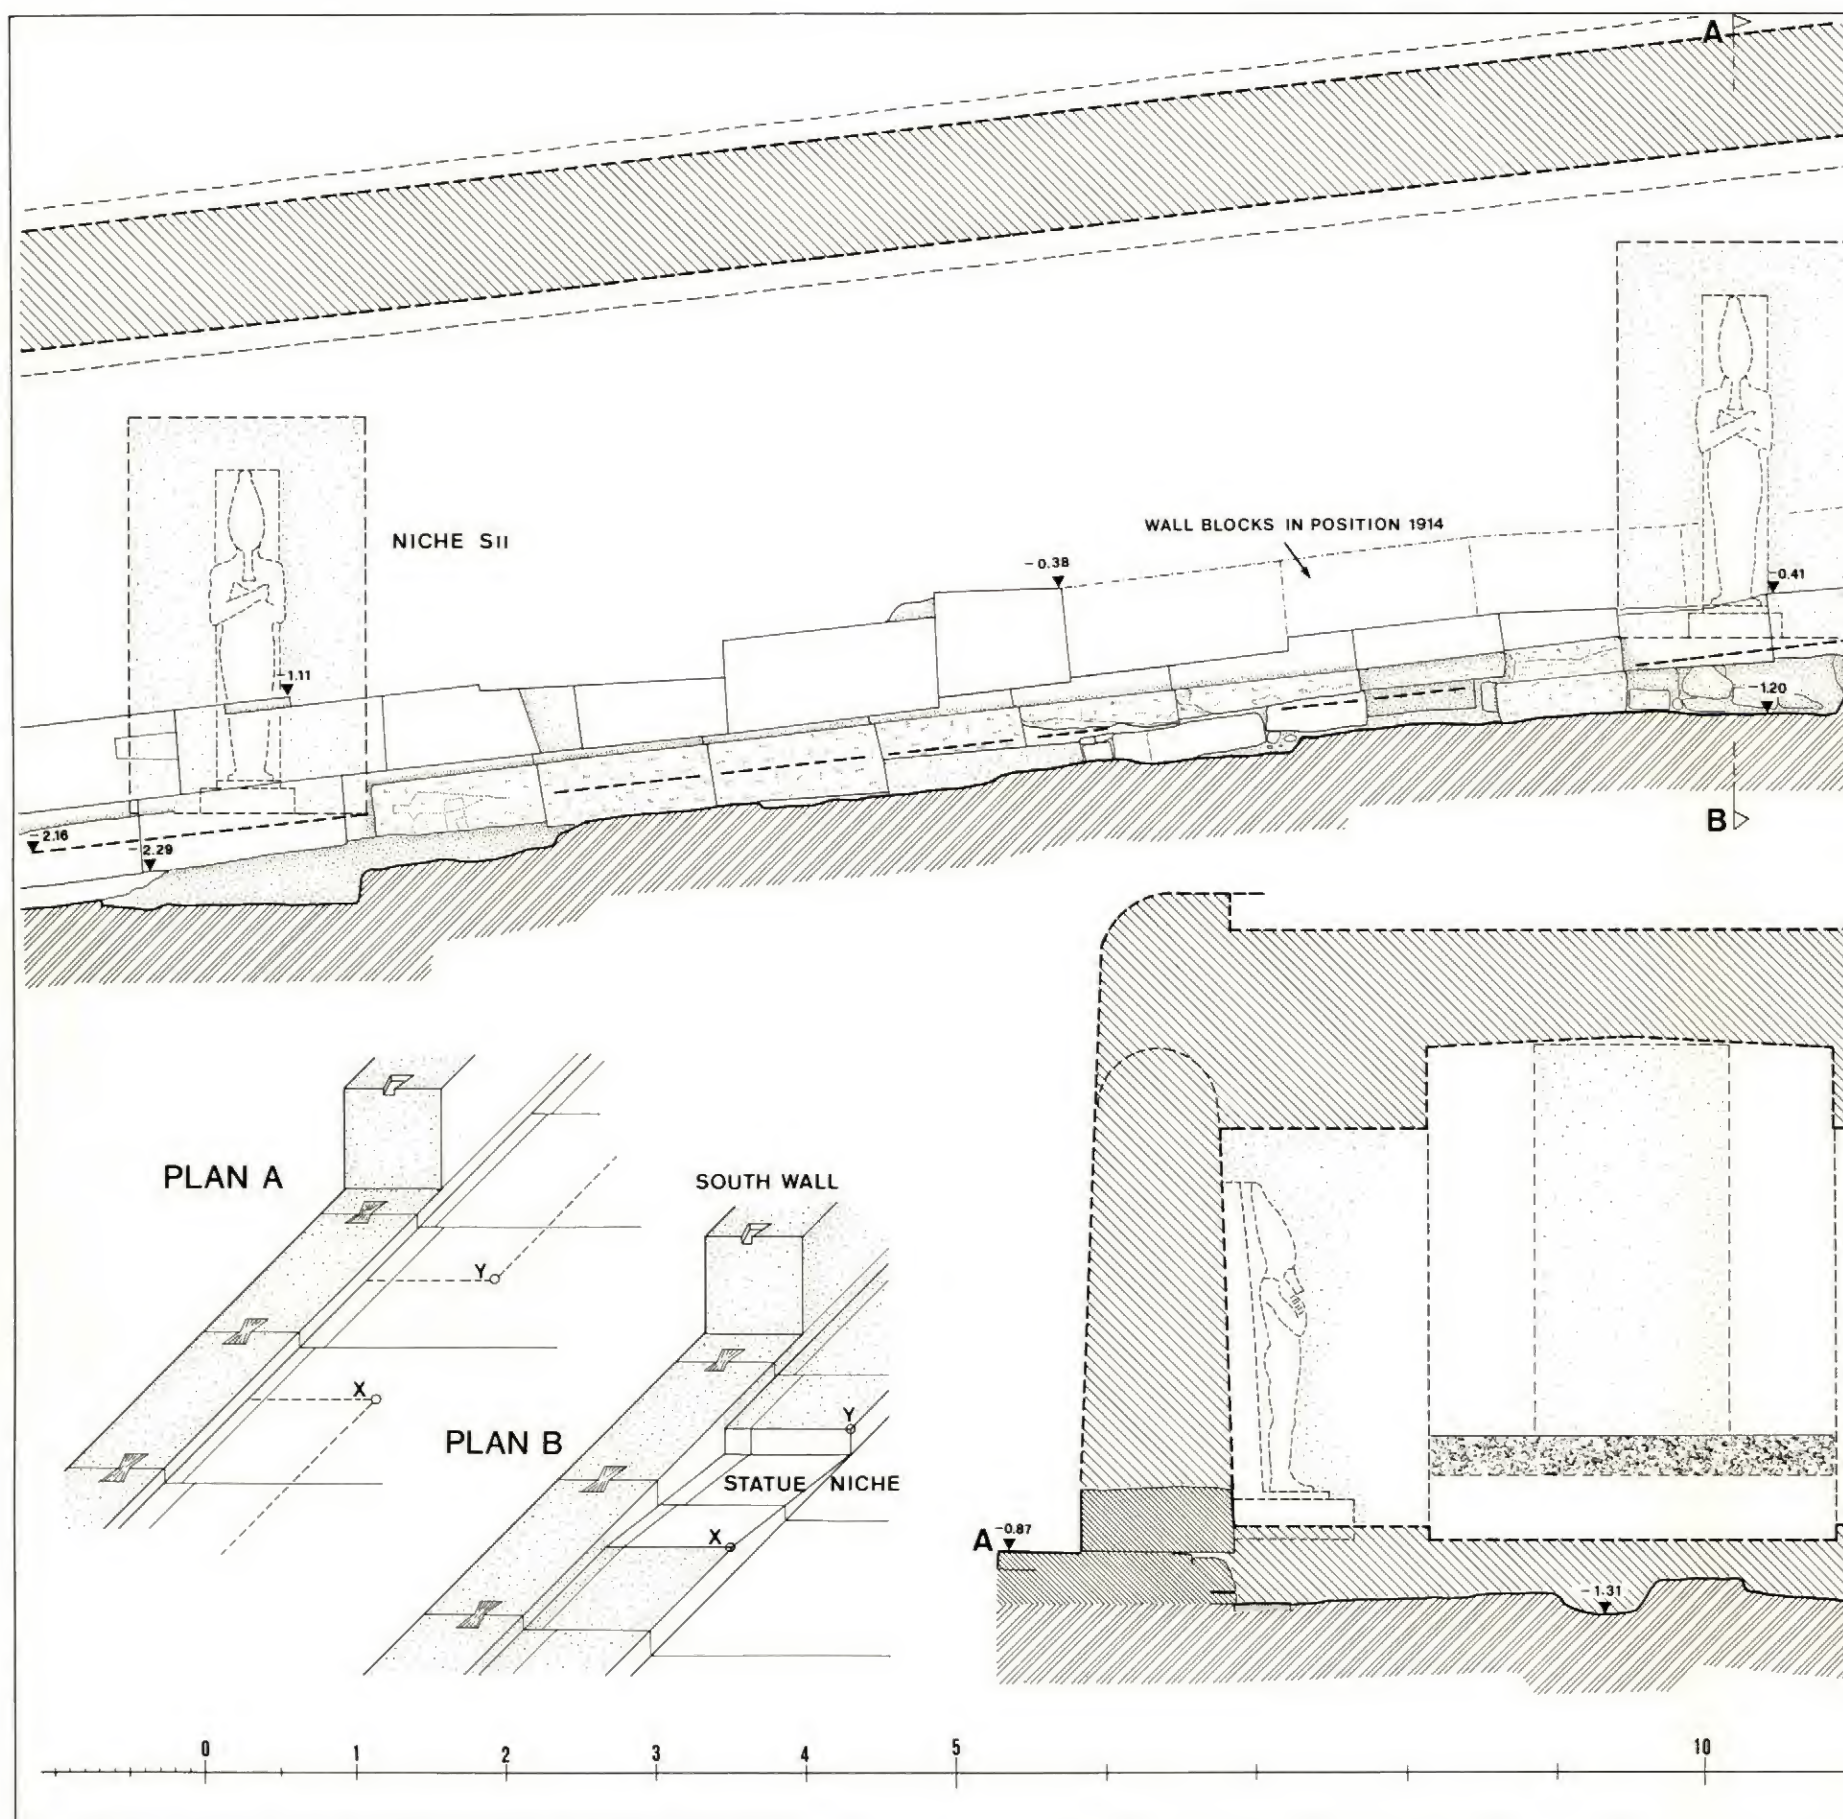 A
WALL BLOCKS IN POSITION 1914
NICHE SII
-0.38
-0.41
-1.11
-1.20
B
-2.16
-2.29
PLAN A
SOUTH WALL
Y
X
PLAN B
Y
STATUE NICHE
X
A
-0.87
-1.31
0 1 2 3 4 5 10